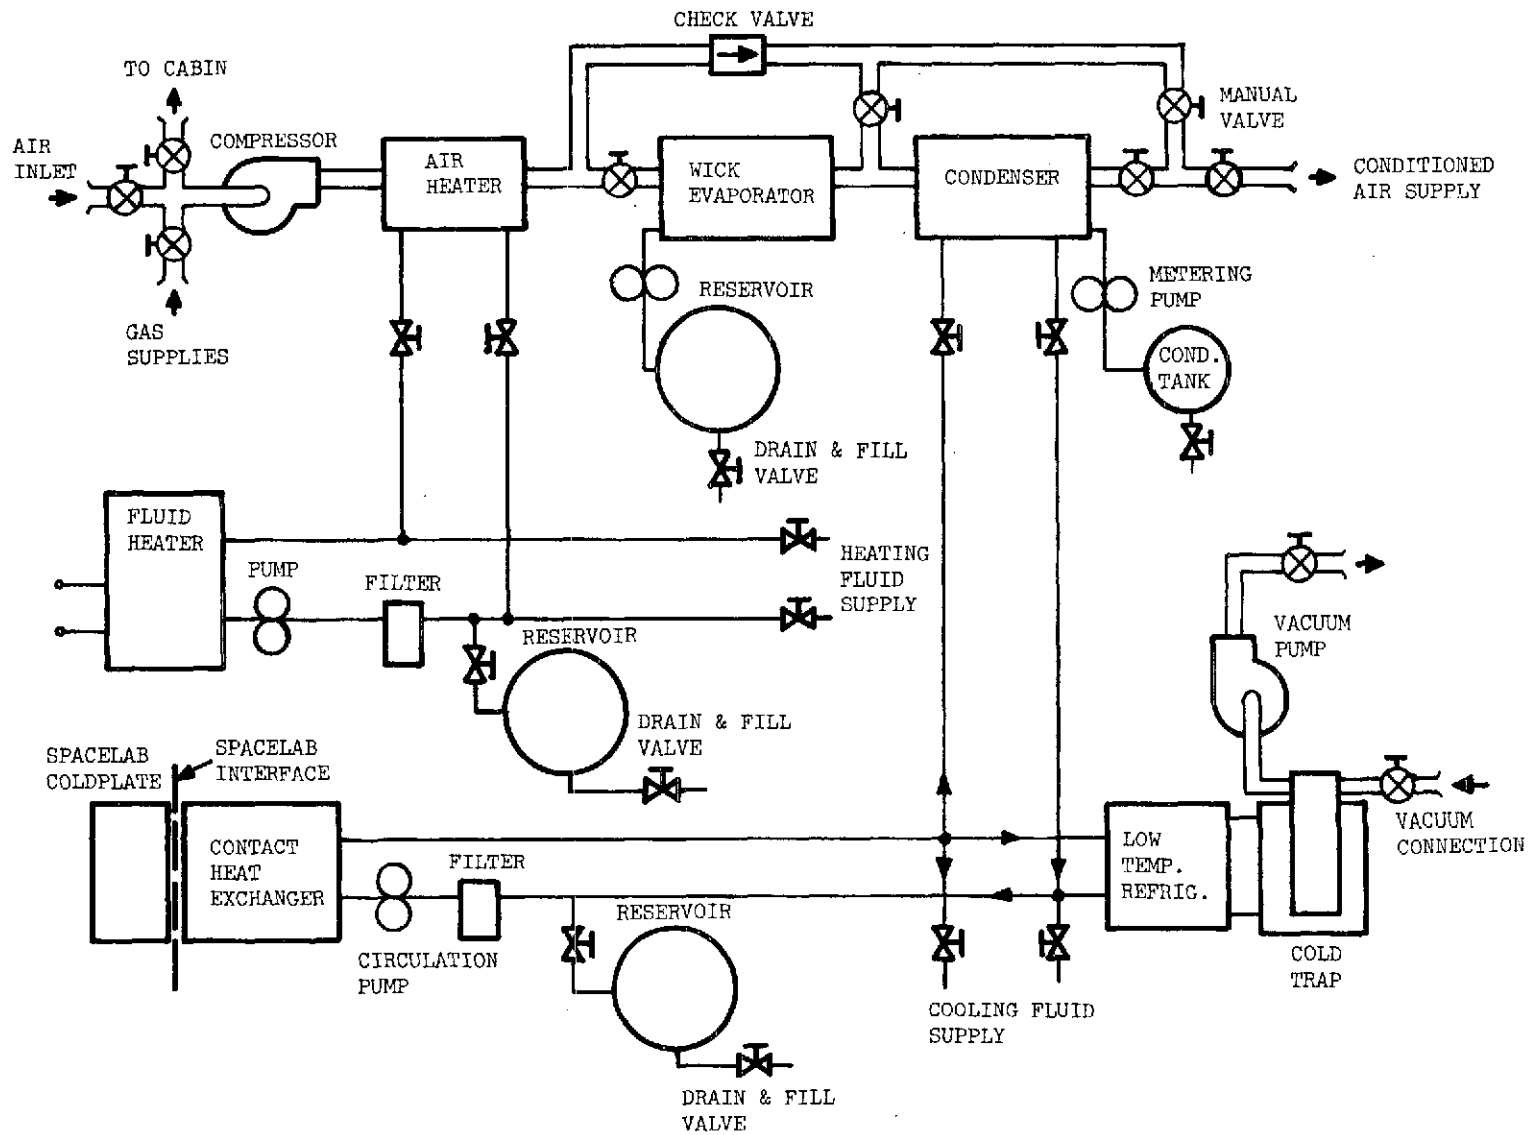 CHECK VALVE
TO CABIN
AIR
INLET
COMPRESSOR
AIR
HEATER
WICK
EVAPORATOR
CONDENSER
MANUAL
VALVE
CONDITIONED
AIR SUPPLY
GAS
SUPPLIES
RESERVOIR
METERING
PUMP
COND.
TANK
DRAIN & FILL
VALVE
FLUID
HEATER
PUMP
FILTER
HEATING
FLUID
SUPPLY
RESERVOIR
DRAIN & FILL
VALVE
VACUUM
PUMP
SPACELAB
COLDPLATE
SPACELAB
INTERFACE
CONTACT
HEAT
EXCHANGER
FILTER
CIRCULATION
PUMP
RESERVOIR
LOW
TEMP.
REFRIG.
VACUUM
CONNECTION
COLD
TRAP
COOLING FLUID
SUPPLY
DRAIN & FILL
VALVE